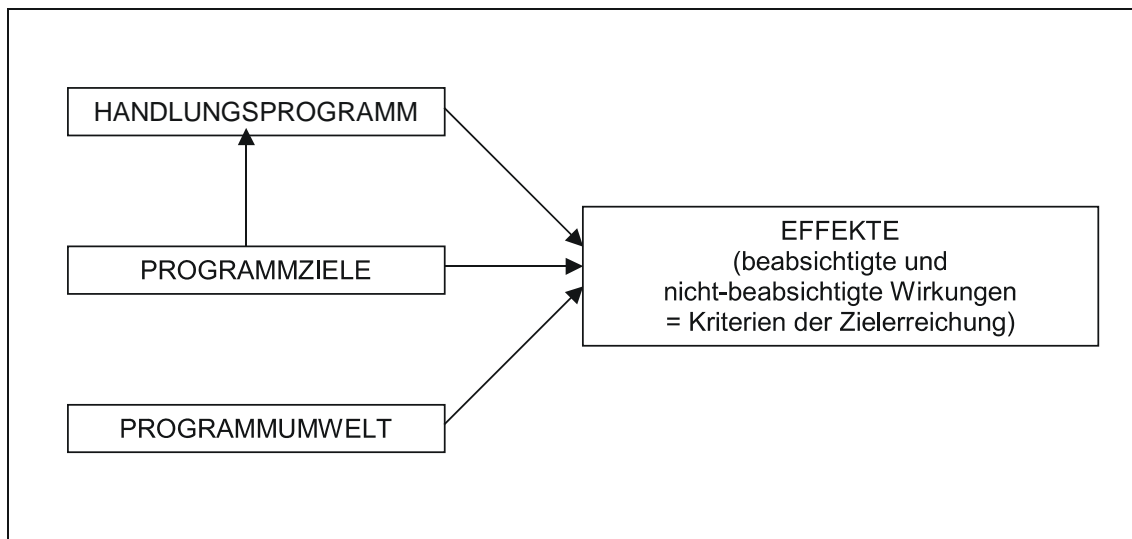 HANDLUNGSPROGRAMM
PROGRAMMZIELE
EFFEKTE
(beabsichtigte und
nicht-beabsichtigte Wirkungen
= Kriterien der Zielerreichung)
PROGRAMMUMWELT